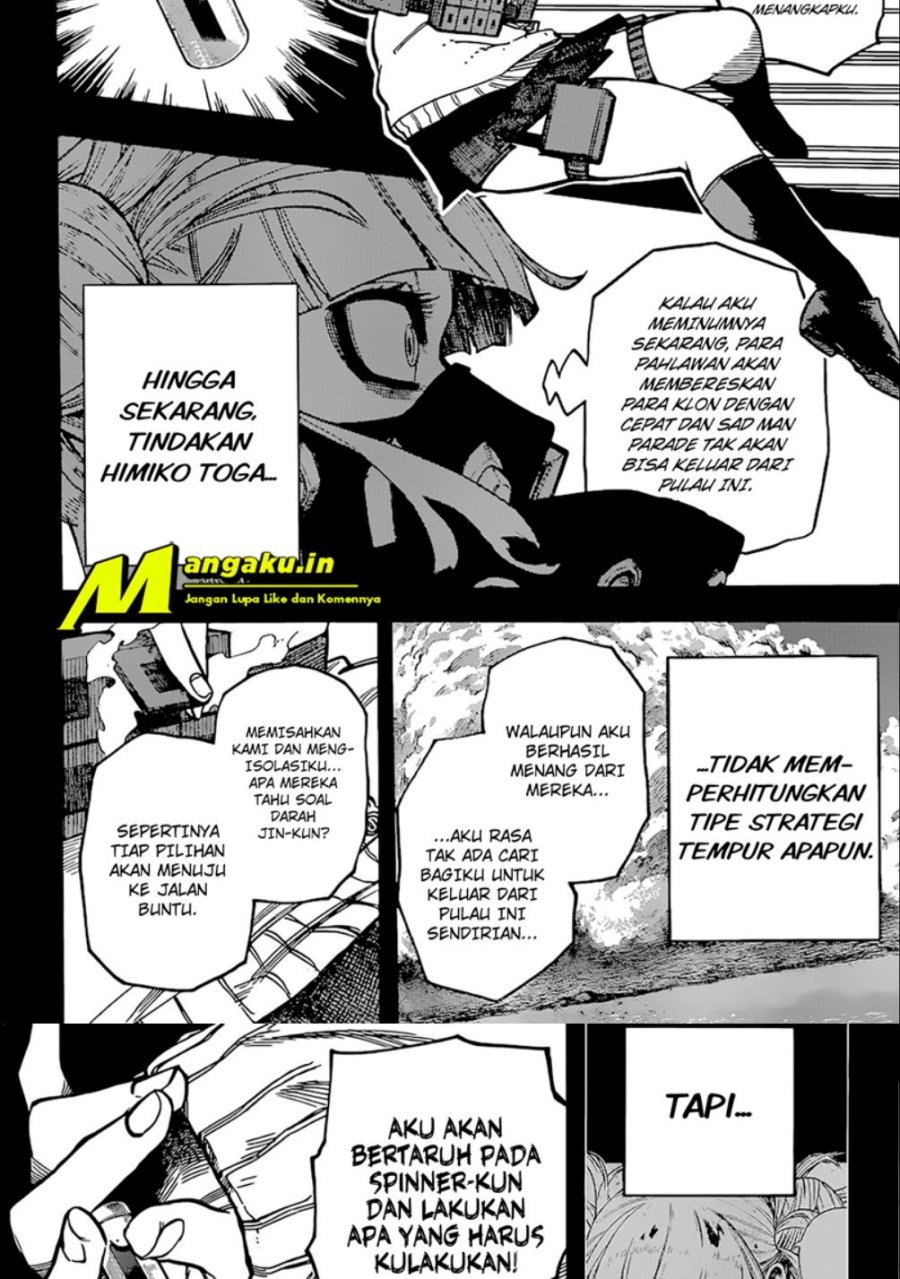 MENANGKAPKU.
KALAU AKU
MEMINUMNYA
SEKARANG, PARA
PAHLAWAN AKAN
MEMBERESKAN
PARA KLON DENGAN
CEPAT DAN SAD MAN
PARADE TAK AKAN
BISA KELUAR DARI
PULAU INI.
HINGGA
SEKARANG,
TINDAKAN
HIMIKO TOGA...
Mangaku.in
Jangan Lupa Like dan Komennya
...TIDAK MEM-
PERHITUNGKAN
TIPE STRATEGI
TEMPUR APAPUN.
WALAUPUN AKU
BERHASIL
MENANG DARI
MEREKA...
...AKU RASA
TAK ADA CARI
BAGIKU UNTUK
KELUAR DARI
PULAU INI
SENDIRIAN...
MEMISAHKAN
KAMI DAN MENG-
ISOLASIKU...
APA MEREKA
TAHU SOAL
DARAH
JIN-KUN?
SEPERTINYA
TIAP PILIHAN
AKAN MENUJU
KE JALAN
BUNTU.
TAPI...
AKU AKAN
BERTARUH PADA
SPINNER-KUN
DAN LAKUKAN
APA YANG HARUS
KULAKUKAN!